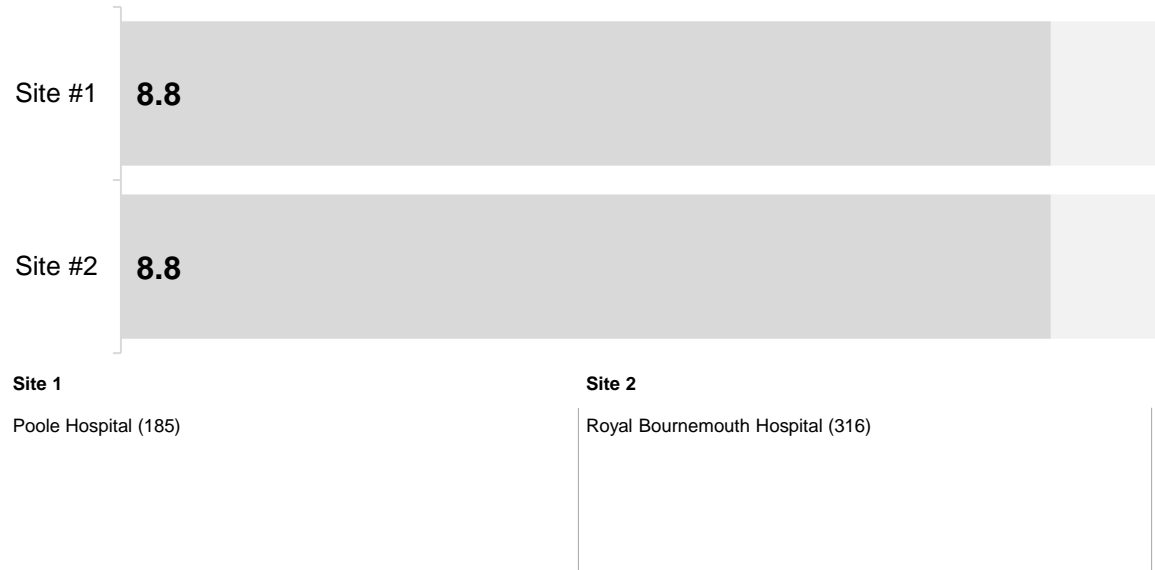 Site #1 8.8
Site #2 8.8
Site 1 Site 2
Poole Hospital (185) Royal Bournemouth Hospital (316)